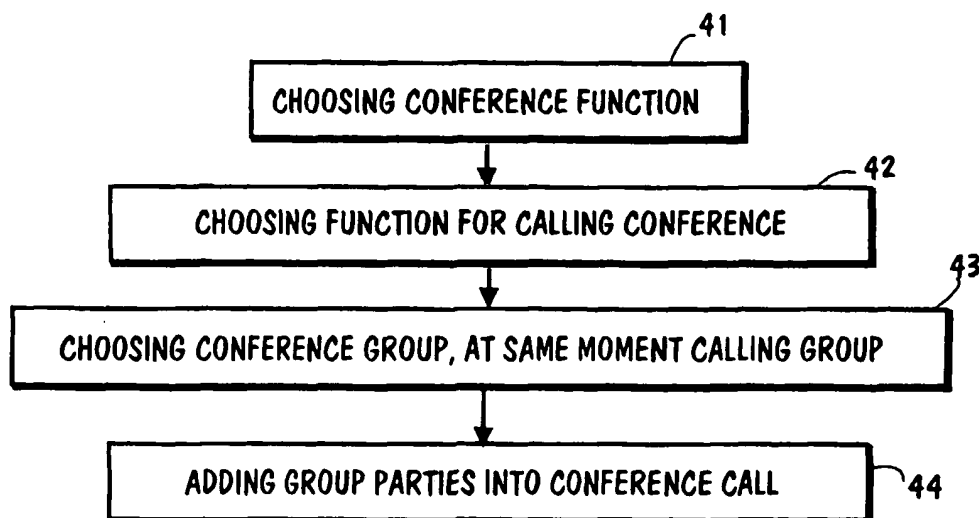 41
CHOOSING CONFERENCE FUNCTION
42
CHOOSING FUNCTION FOR CALLING CONFERENCE
43
CHOOSING CONFERENCE GROUP, AT SAME MOMENT CALLING GROUP
ADDING GROUP PARTIES INTO CONFERENCE CALL
44